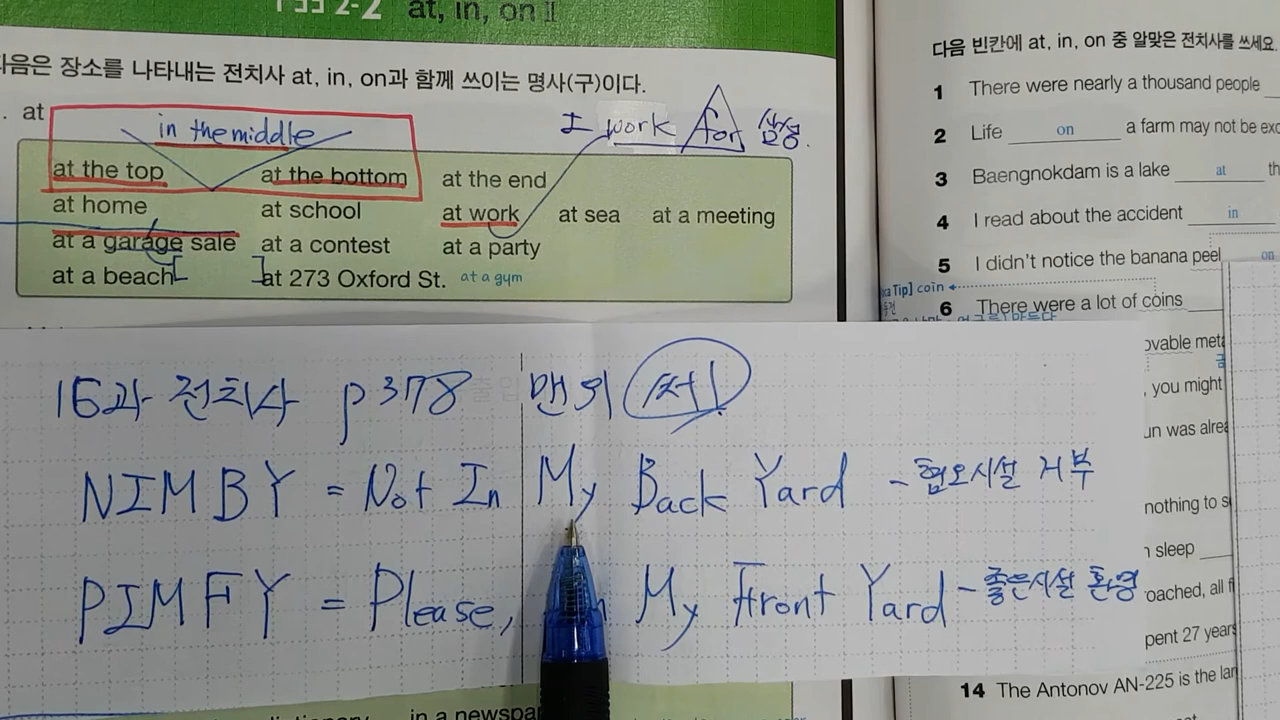 2-2 at, in, on Ⅱ
다음은 장소를 나타내는 전치사 at, in, on과 함께 쓰이는 명사(구)이다.
. at
in the middle
I work for 삼성.
at the top at the bottom at the end
at home at school at work at sea at a meeting
at a garage sale at a contest at a party
at a beach at 273 Oxford St. at a gym
16과 전치사 p378 맨 위
NIMBY = Not In My Back Yard - 혐오시설 거부
PIMFY = Please, My Front Yard - 좋은시설 환영
in a newspa
다음 빈칸에 at, in, on 중 알맞은 전치사를 쓰세요
1 There were nearly a thousand people
2 Life on a farm may not be exc
3 Baengnokdam is a lake at th
4 I read about the accident in
5 I didn't notice the banana peel on
Tip] coin
6 There were a lot of coins
ovable meta
, you might
un was alrea
nothing to s
sleep
oached, all
pent 27 years
14 The Antonov AN-225 is the lar